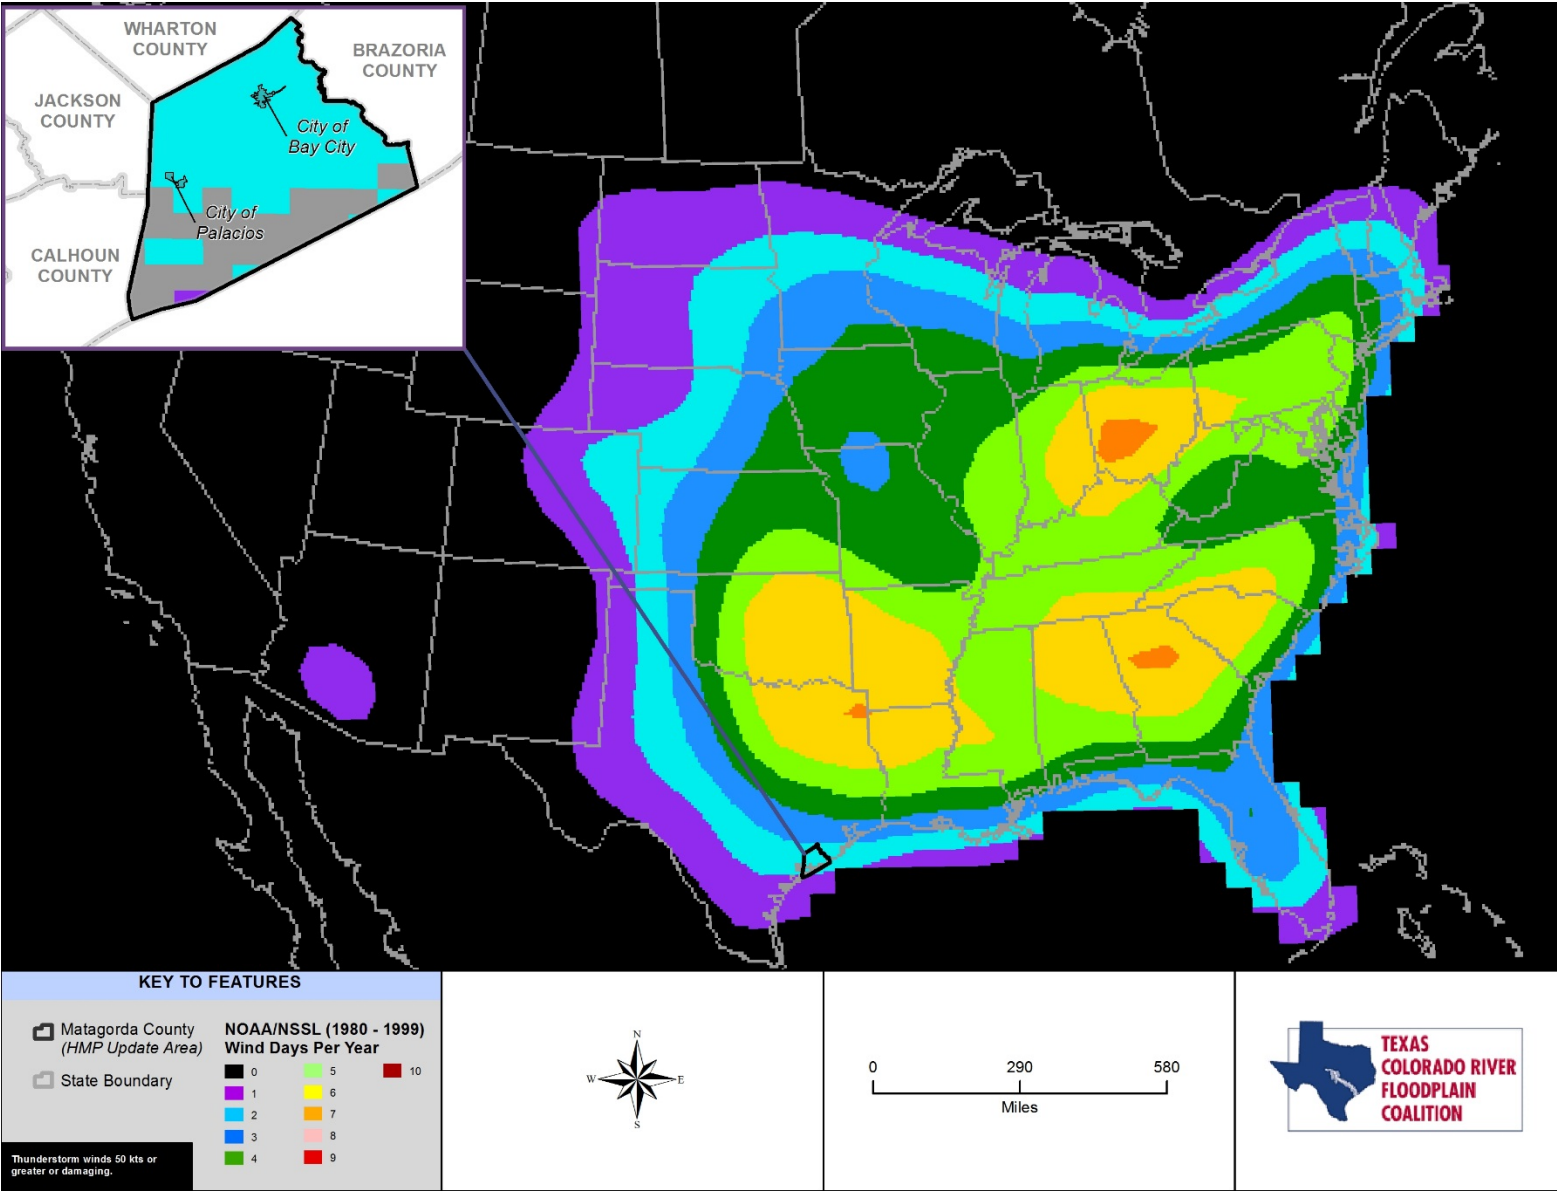 WHARTON
COUNTY
BRAZORIA
COUNTY
JACKSON
COUNTY
City of
Bay City
City of
Palacios
CALHOUN
COUNTY
KEY TO FEATURES
Matagorda County
(HMP Update Area)
State Boundary
NOAA/NSSL (1980 - 1999)
Wind Days Per Year
0
1
2
3
4
5
6
7
8
9
10
Thunderstorm winds 50 kts or
greater or damaging.
N
W
E
S
0 290 580
Miles
TEXAS
COLORADO RIVER
FLOODPLAIN
COALITION